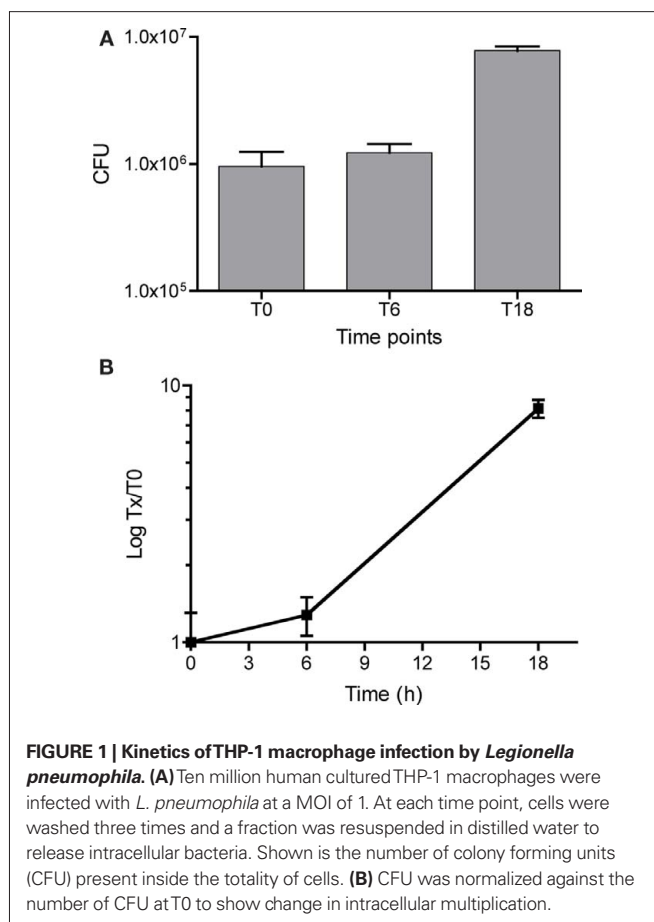 A
1.0x10⁷
1.0x10⁶
1.0x10⁵
CFU
T0 T6 T18
Time points
B
10
1
Log Tx/T0
0 3 6 9 12 15 18
Time (h)
FIGURE 1 | Kinetics of THP-1 macrophage infection by Legionella
pneumophila. (A) Ten million human cultured THP-1 macrophages were
infected with L. pneumophila at a MOI of 1. At each time point, cells were
washed three times and a fraction was resuspended in distilled water to
release intracellular bacteria. Shown is the number of colony forming units
(CFU) present inside the totality of cells. (B) CFU was normalized against the
number of CFU at T0 to show change in intracellular multiplication.